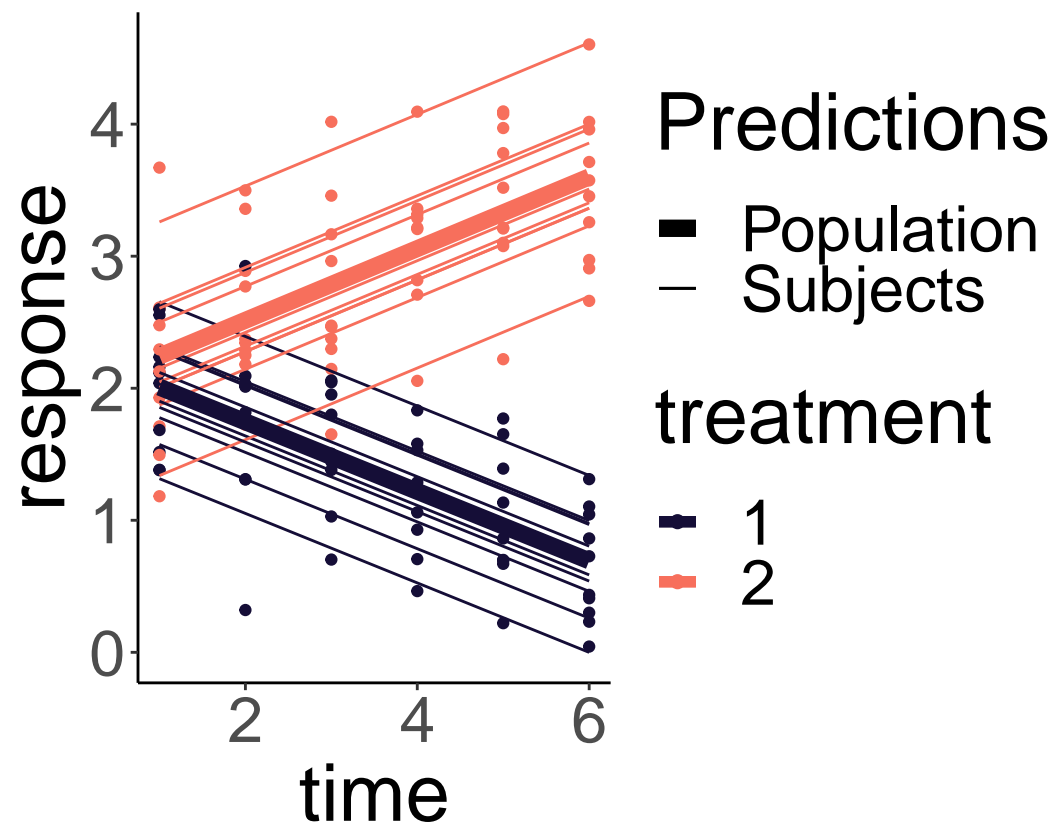 response
4
3
2
1
0
2 4 6
time
Predictions
Population
Subjects
treatment
1
2